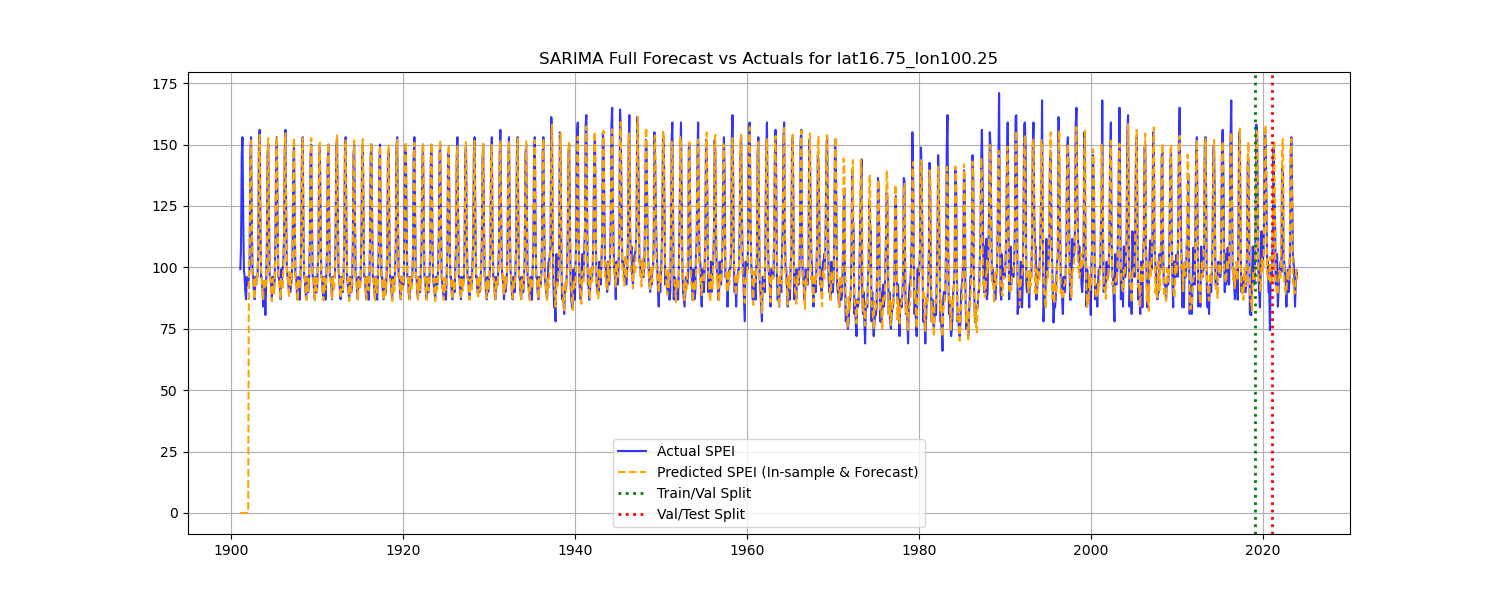 SARIMA Full Forecast vs Actuals for lat16.75_lon100.25
175
150
125
100
75
50
25
0
Actual SPEI
Predicted SPEI (In-sample & Forecast)
Train/Val Split
Val/Test Split
1900 1920 1940 1960 1980 2000 2020